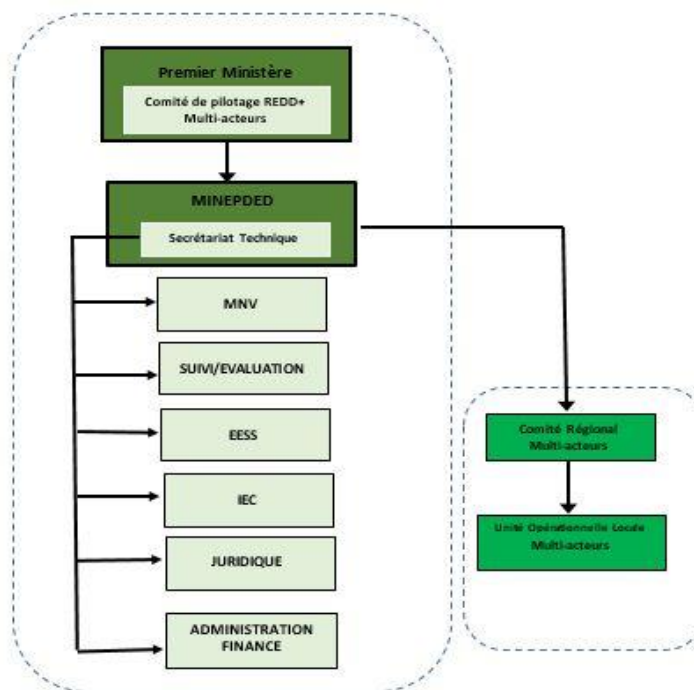 Premier Ministère
Comité de pilotage REDD+
Multi-acteurs
MINEPDED
Secrétariat Technique
MNV
SUIVI/EVALUATION
EESS
IEC
JURIDIQUE
ADMINISTRATION
FINANCE
Comité Régional
Multi-acteurs
Unité Opérationnelle Locale
Multi-acteurs